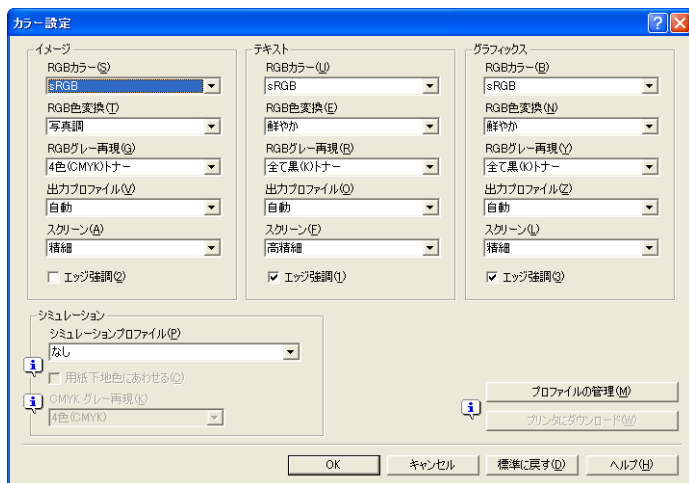 カラー設定
イメージ
RGBカラー(S)
sRGB
RGB色変換(T)
写真調
RGBグレー再現(G)
4色(CMYK)トナー
出力プロファイル(V)
自動
スクリーン(A)
精細
エッジ強調(2)
テキスト
RGBカラー(U)
sRGB
RGB色変換(E)
鮮やか
RGBグレー再現(R)
全て黒(K)トナー
出力プロファイル(O)
自動
スクリーン(F)
高精細
エッジ強調(1)
グラフィックス
RGBカラー(B)
sRGB
RGB色変換(N)
鮮やか
RGBグレー再現(Y)
全て黒(K)トナー
出力プロファイル(Z)
自動
スクリーン(L)
精細
エッジ強調(3)
シミュレーション
シミュレーションプロファイル(P)
なし
用紙下地色にあわせる(C)
CMYK グレー再現(K)
4色(CMYK)
プロファイルの管理(M)
プリンタにダウンロード(W)
OK
キャンセル
標準に戻す(D)
ヘルプ(H)